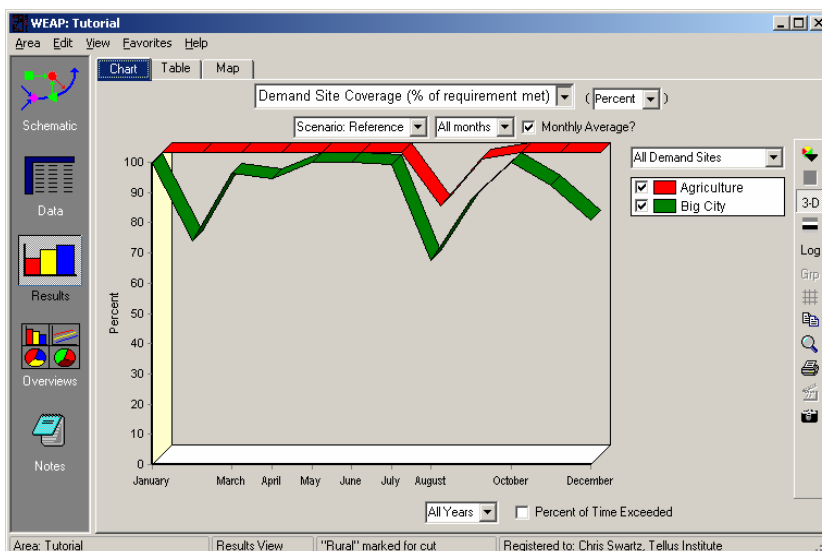 WEAP: Tutorial
Area Edit View Favorites Help
Chart Table Map
Demand Site Coverage (% of requirement met) ( Percent )
Scenario: Reference All months Monthly Average?
Schematic
Data
Results
Overviews
Notes
All Demand Sites
Agriculture
Big City
3-D
Log
Grp
Percent
100
90
80
70
60
50
40
30
20
10
0
January March April May June July August October December
All Years Percent of Time Exceeded
Area: Tutorial Results View "Rural" marked for cut Registered to: Chris Swartz, Tellus Institute